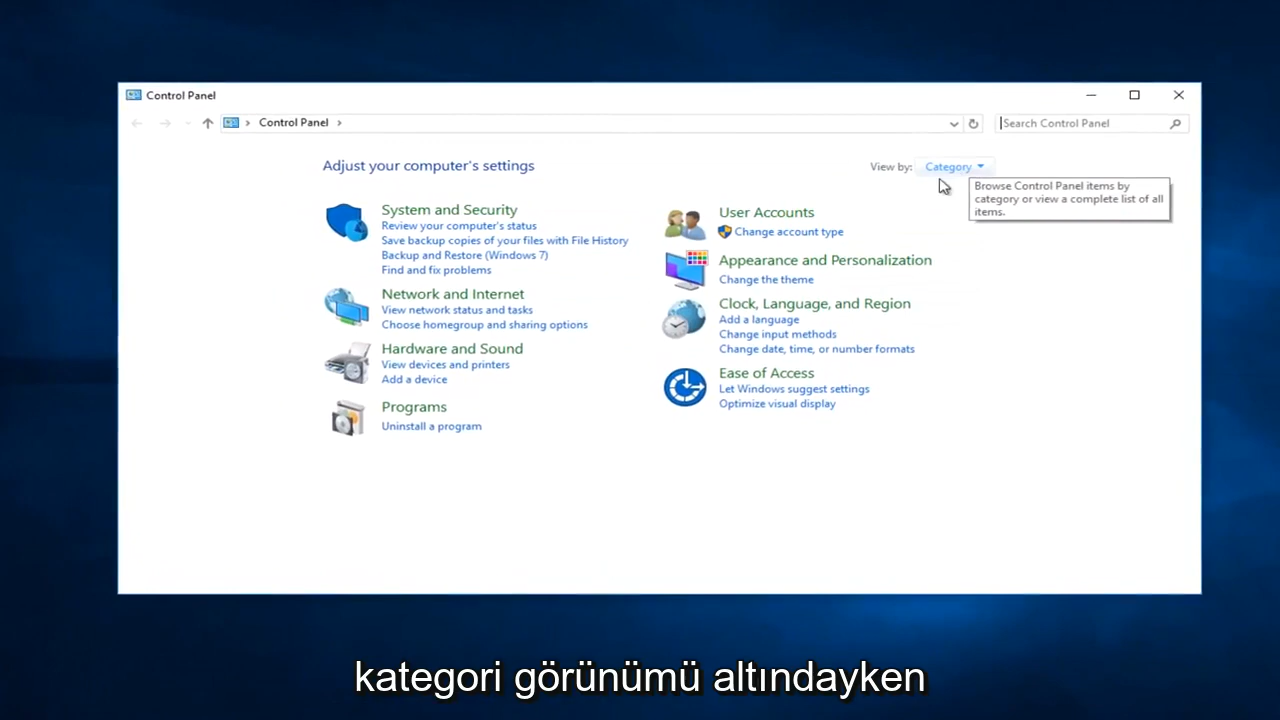 Control Panel
Control Panel
Search Control Panel
Adjust your computer's settings
View by: Category
Browse Control Panel items by
category or view a complete list of all
items.
System and Security
Review your computer's status
Save backup copies of your files with File History
Backup and Restore (Windows 7)
Find and fix problems
Network and Internet
View network status and tasks
Choose homegroup and sharing options
Hardware and Sound
View devices and printers
Add a device
Programs
Uninstall a program
User Accounts
Change account type
Appearance and Personalization
Change the theme
Clock, Language, and Region
Add a language
Change input methods
Change date, time, or number formats
Ease of Access
Let Windows suggest settings
Optimize visual display
kategori görünümü altındayken